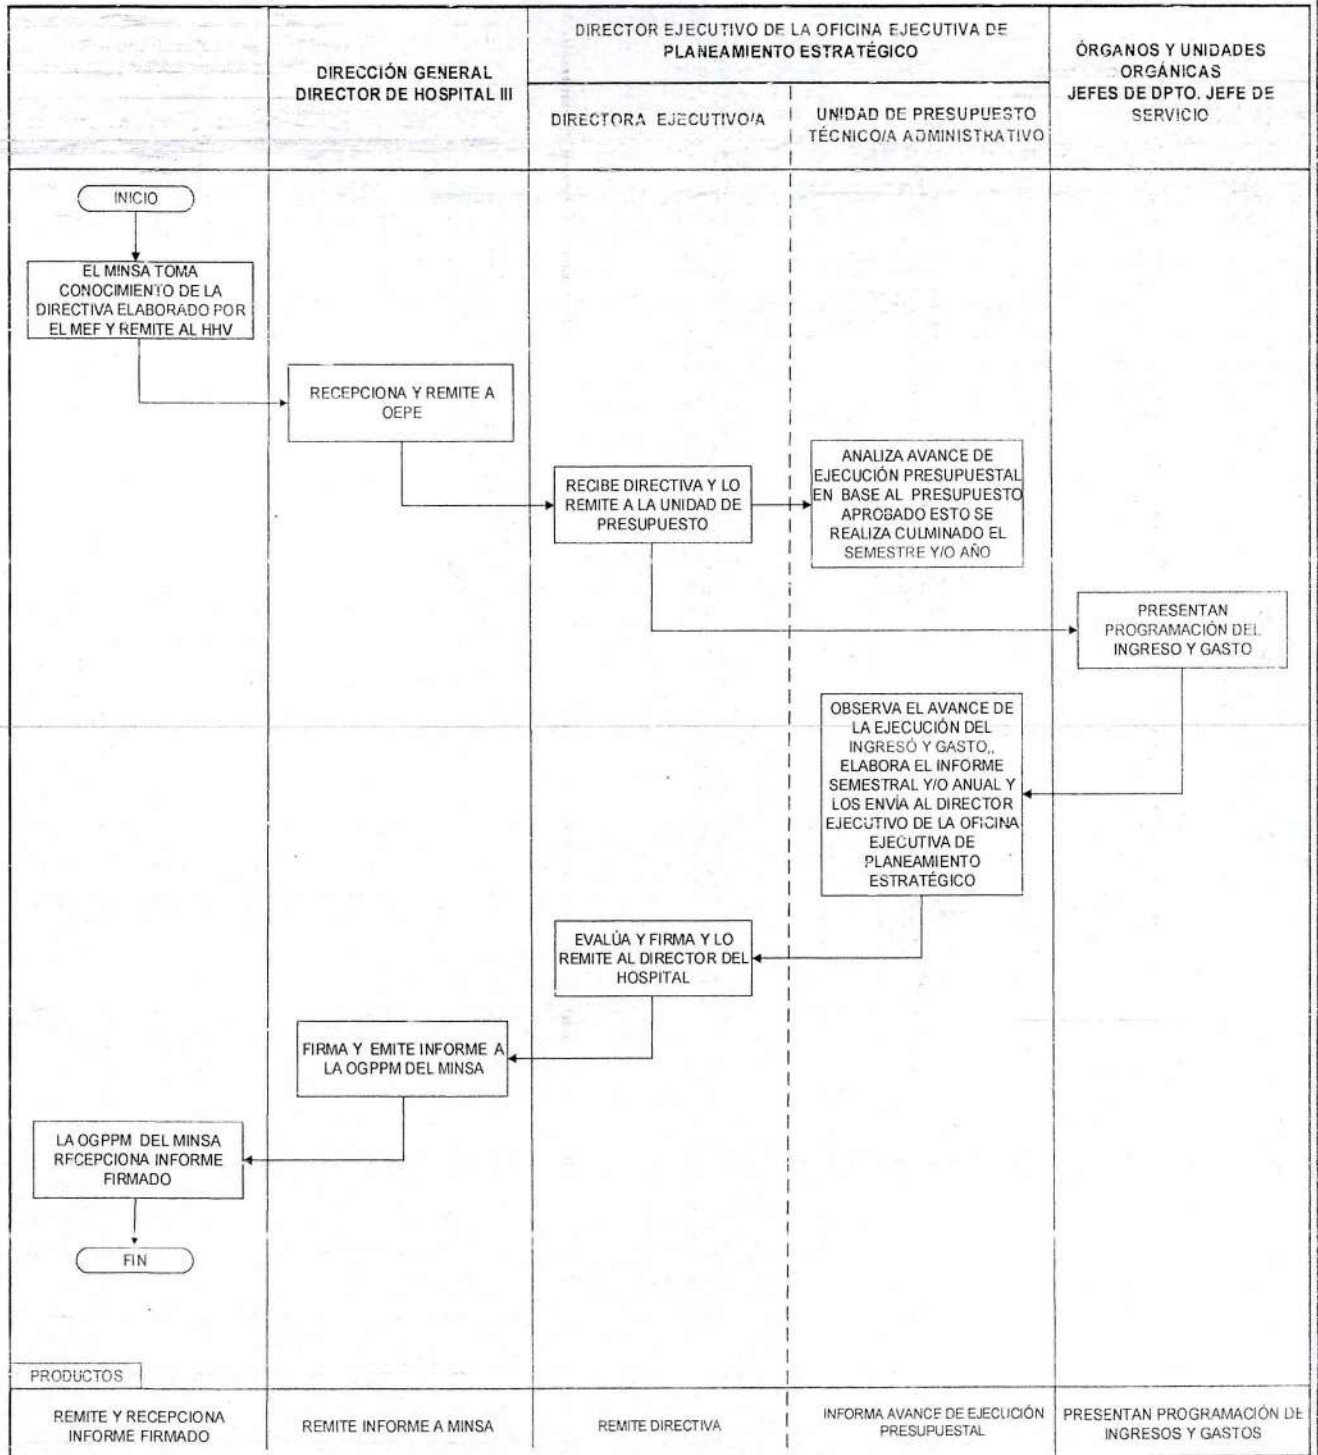 DIRECCIÓN GENERAL
DIRECTOR DE HOSPITAL III
DIRECTOR EJECUTIVO DE LA OFICINA EJECUTIVA DE
PLANEAMIENTO ESTRATÉGICO
DIRECTORA EJECUTIVO/A
UNIDAD DE PRESUPUESTO
TÉCNICO/A ADMINISTRATIVO
ÓRGANOS Y UNIDADES
ORGÁNICAS
JEFES DE DPTO. JEFE DE
SERVICIO
INICIO
EL MINSA TOMA
CONOCIMIENTO DE LA
DIRECTIVA ELABORADO POR
EL MEF Y REMITE AL HHV
RECEPCIONA Y REMITE A
OEPE
RECIBE DIRECTIVA Y LO
REMITE A LA UNIDAD DE
PRESUPUESTO
ANALIZA AVANCE DE
EJECUCIÓN PRESUPUESTAL
EN BASE AL PRESUPUESTO
APROBADO ESTO SE
REALIZA CULMINADO EL
SEMESTRE Y/O AÑO
PRESENTAN
PROGRAMACIÓN DEL
INGRESO Y GASTO
OBSERVA EL AVANCE DE
LA EJECUCIÓN DEL
INGRESÓ Y GASTO,,
ELABORA EL INFORME
SEMESTRAL Y/O ANUAL Y
LOS ENVÍA AL DIRECTOR
EJECUTIVO DE LA OFICINA
EJECUTIVA DE
PLANEAMIENTO
ESTRATÉGICO
EVALÚA Y FIRMA Y LO
REMITE AL DIRECTOR DEL
HOSPITAL
FIRMA Y EMITE INFORME A
LA OGPPM DEL MINSA
LA OGPPM DEL MINSA
RECEPCIONA INFORME
FIRMADO
FIN
PRODUCTOS
REMITE Y RECEPCIONA
INFORME FIRMADO
REMITE INFORME A MINSA
REMITE DIRECTIVA
INFORMA AVANCE DE EJECUCIÓN
PRESUPUESTAL
PRESENTAN PROGRAMACIÓN DE
INGRESOS Y GASTOS